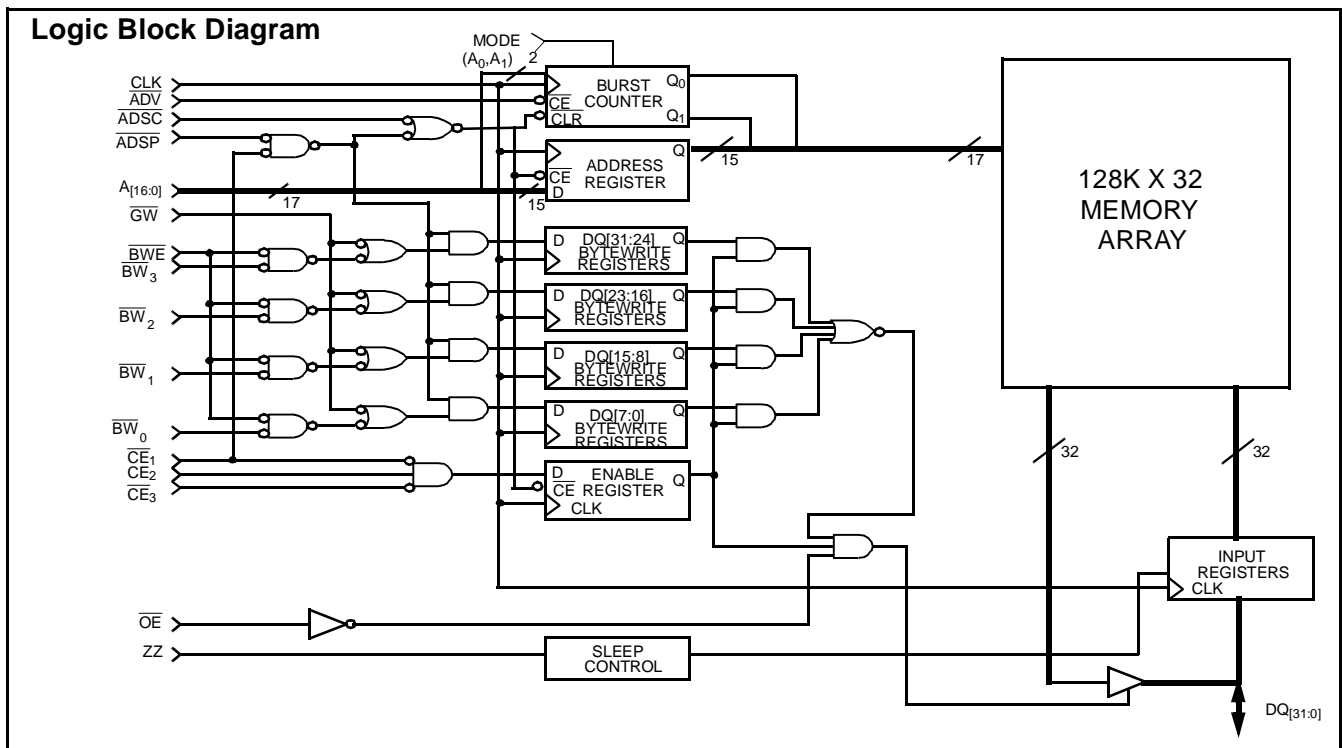 Logic Block Diagram
MODE
(A0,A1) 2
CLK
ADV
ADSC
ADSP
A[16:0]
17
GW
BWE
BW3
BW2
BW1
BW0
CE1
CE2
CE3
OE
ZZ
BURST
COUNTER
CE
CLR
Q0
Q1
ADDRESS
REGISTER
CE
D
Q
15
15
17
D DQ[31:24] Q
BYTEWRITE
REGISTERS
D DQ[23:16] Q
BYTEWRITE
REGISTERS
D DQ[15:8] Q
BYTEWRITE
REGISTERS
D DQ[7:0] Q
BYTEWRITE
REGISTERS
D ENABLE Q
CE REGISTER
CLK
SLEEP
CONTROL
128K X 32
MEMORY
ARRAY
32
32
INPUT
REGISTERS
CLK
DQ[31:0]